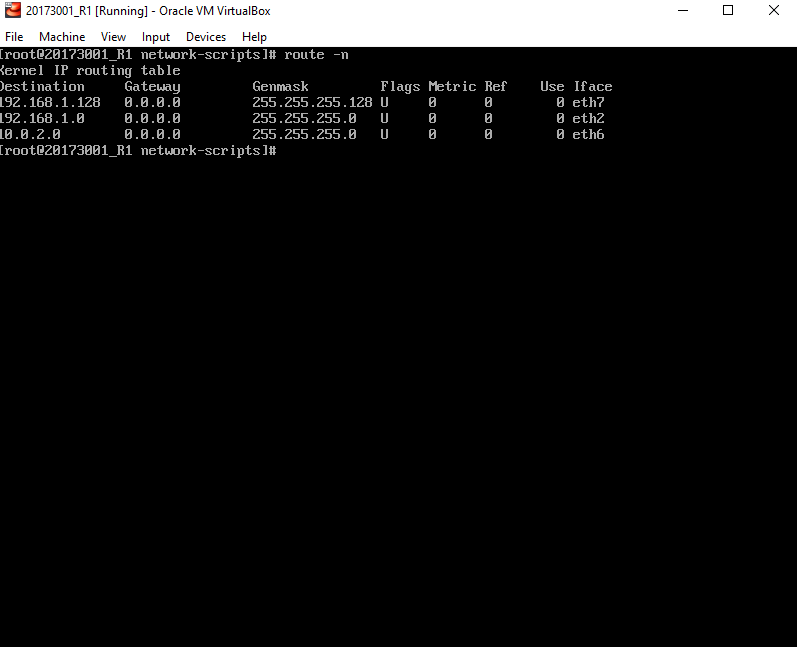 20173001_R1 [Running] - Oracle VM VirtualBox
File Machine View Input Devices Help
[root@20173001_R1 network-scripts]# route -n
Kernel IP routing table
Destination Gateway Genmask Flags Metric Ref Use Iface
192.168.1.128 0.0.0.0 255.255.255.128 U 0 0 0 eth7
192.168.1.0 0.0.0.0 255.255.255.0 U 0 0 0 eth2
10.0.2.0 0.0.0.0 255.255.255.0 U 0 0 0 eth6
[root@20173001_R1 network-scripts]#